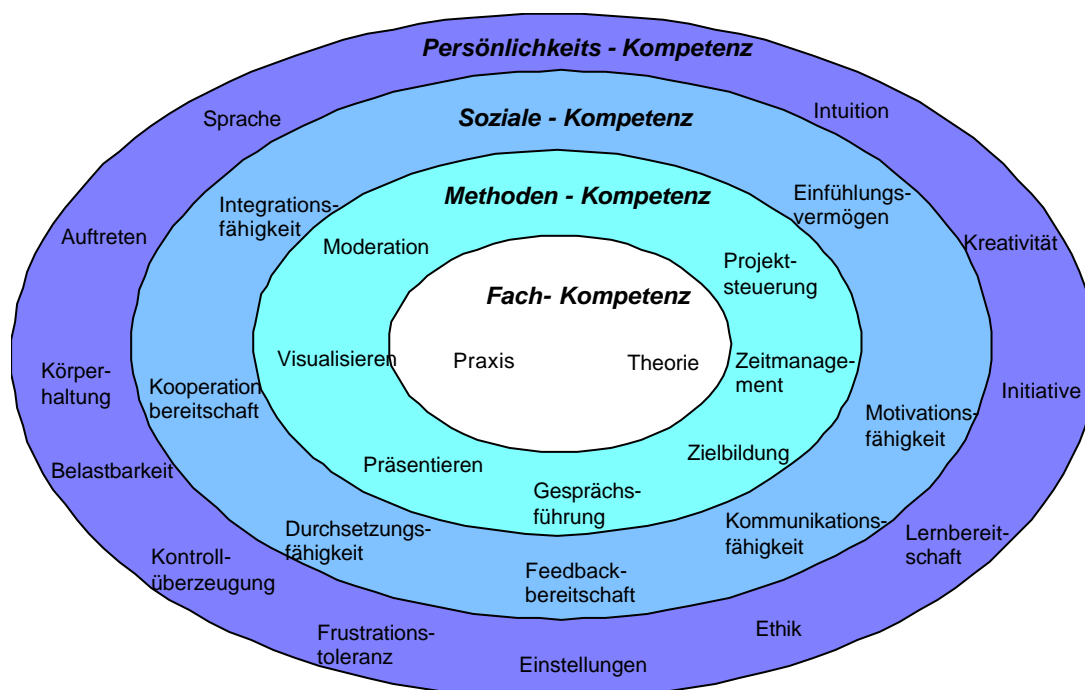 Persönlichkeits - Kompetenz
Sprache
Intuition
Soziale - Kompetenz
Integrations-
fähigkeit
Einfühlungs-
vermögen
Methoden - Kompetenz
Auftreten
Kreativität
Moderation
Projekt-
steuerung
Fach- Kompetenz
Körper-
haltung
Kooperation
bereitschaft
Visualisieren
Praxis
Theorie
Zeitmanage-
ment
Initiative
Motivations-
fähigkeit
Belastbarkeit
Präsentieren
Zielbildung
Gesprächs-
führung
Durchsetzungs-
fähigkeit
Kommunikations-
fähigkeit
Lernbereit-
schaft
Kontroll-
überzeugung
Feedback-
bereitschaft
Frustrations-
toleranz
Einstellungen
Ethik